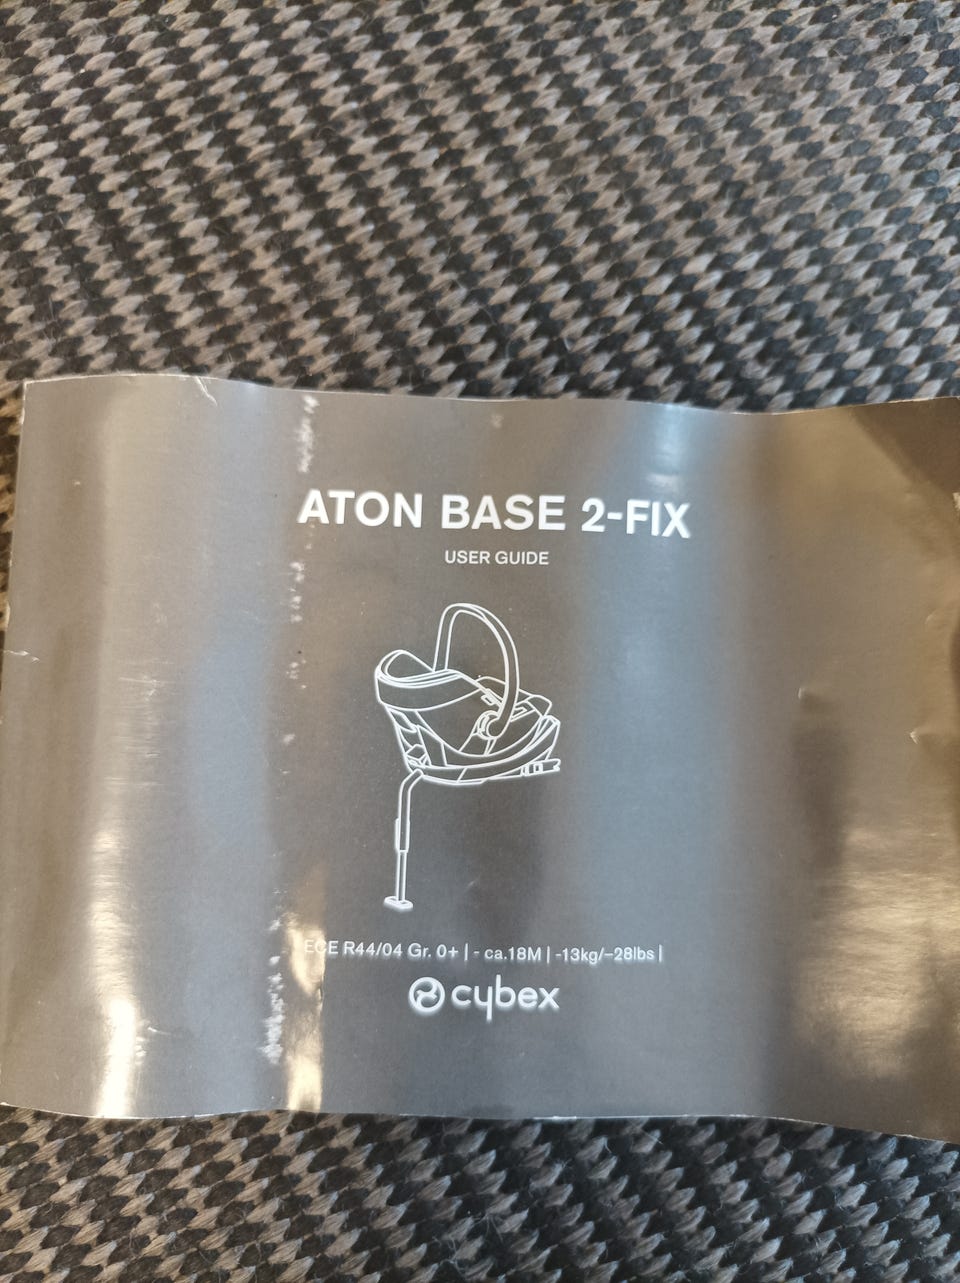 ATON BASE 2-FIX
USER GUIDE
ECE R44/04 Gr. 0+ | - ca.18M | -13kg/–28lbs |
cybex